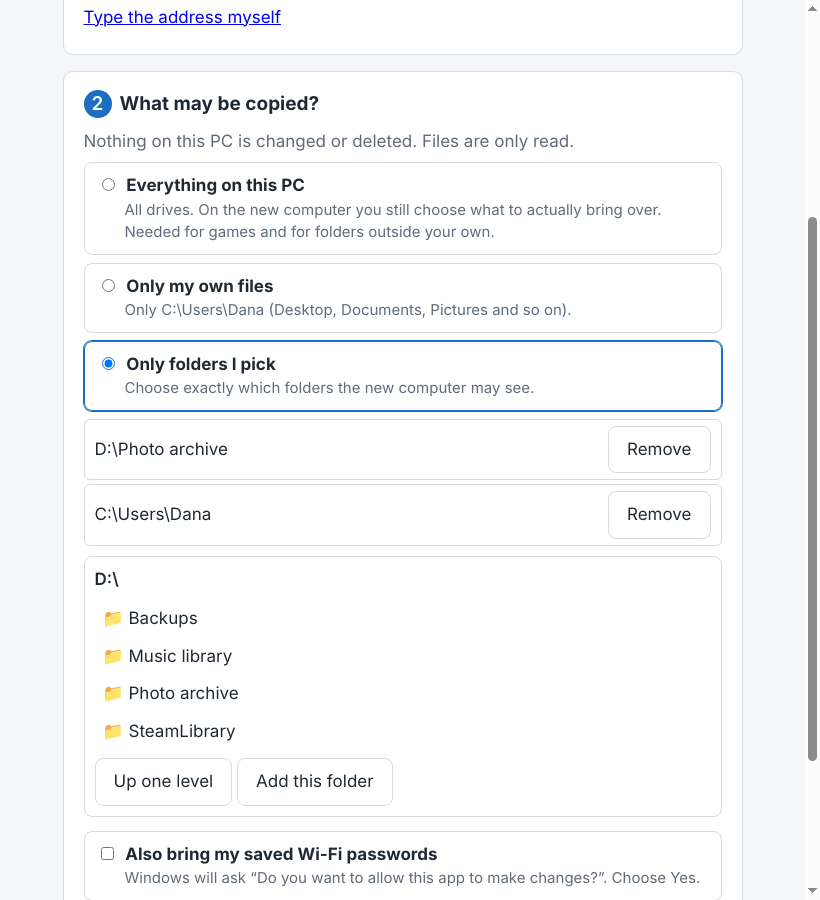 Type the address myself
2 What may be copied?
Nothing on this PC is changed or deleted. Files are only read.
Everything on this PC
All drives. On the new computer you still choose what to actually bring over.
Needed for games and for folders outside your own.
Only my own files
Only C:\Users\Dana (Desktop, Documents, Pictures and so on).
Only folders I pick
Choose exactly which folders the new computer may see.
D:\Photo archive Remove
C:\Users\Dana Remove
D:\
Backups
Music library
Photo archive
SteamLibrary
Up one level Add this folder
Also bring my saved Wi-Fi passwords
Windows will ask “Do you want to allow this app to make changes?”. Choose Yes.